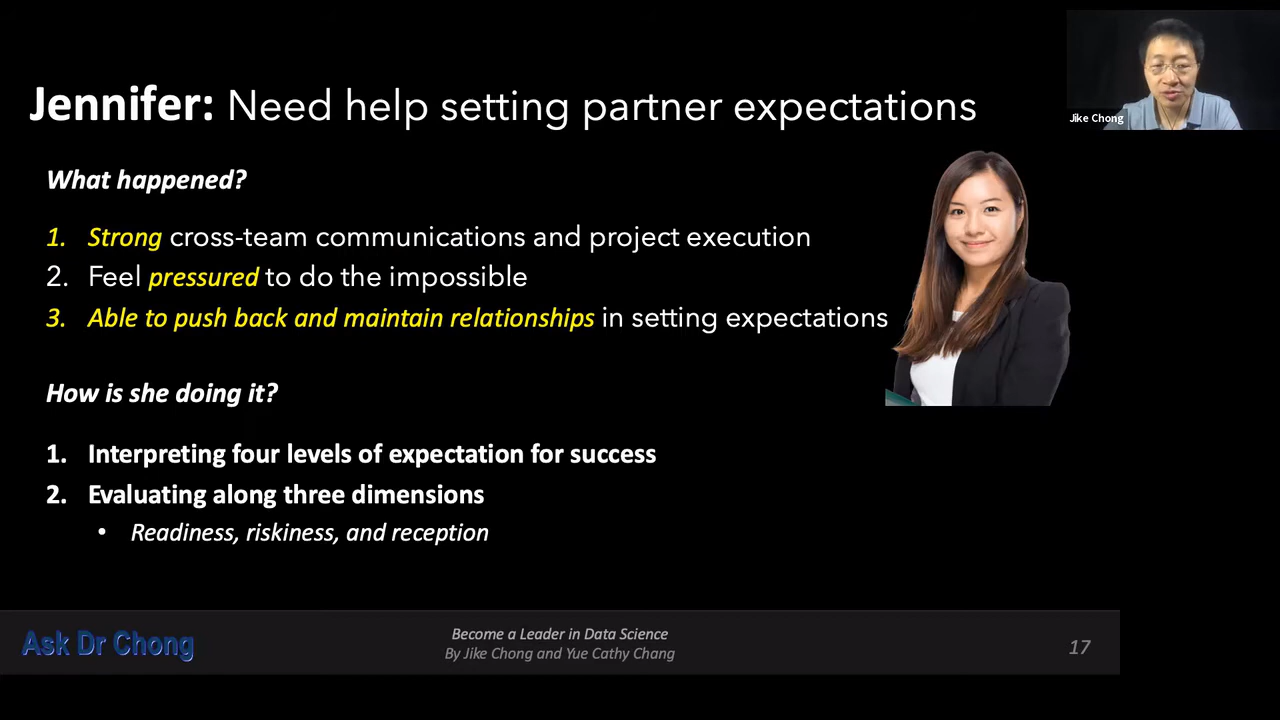 Jennifer: Need help setting partner expectations
Jike Chong
What happened?
1. Strong cross-team communications and project execution
2. Feel pressured to do the impossible
3. Able to push back and maintain relationships in setting expectations
How is she doing it?
1. Interpreting four levels of expectation for success
2. Evaluating along three dimensions
• Readiness, riskiness, and reception
Ask Dr Chong
Become a Leader in Data Science
By Jike Chong and Yue Cathy Chang
17